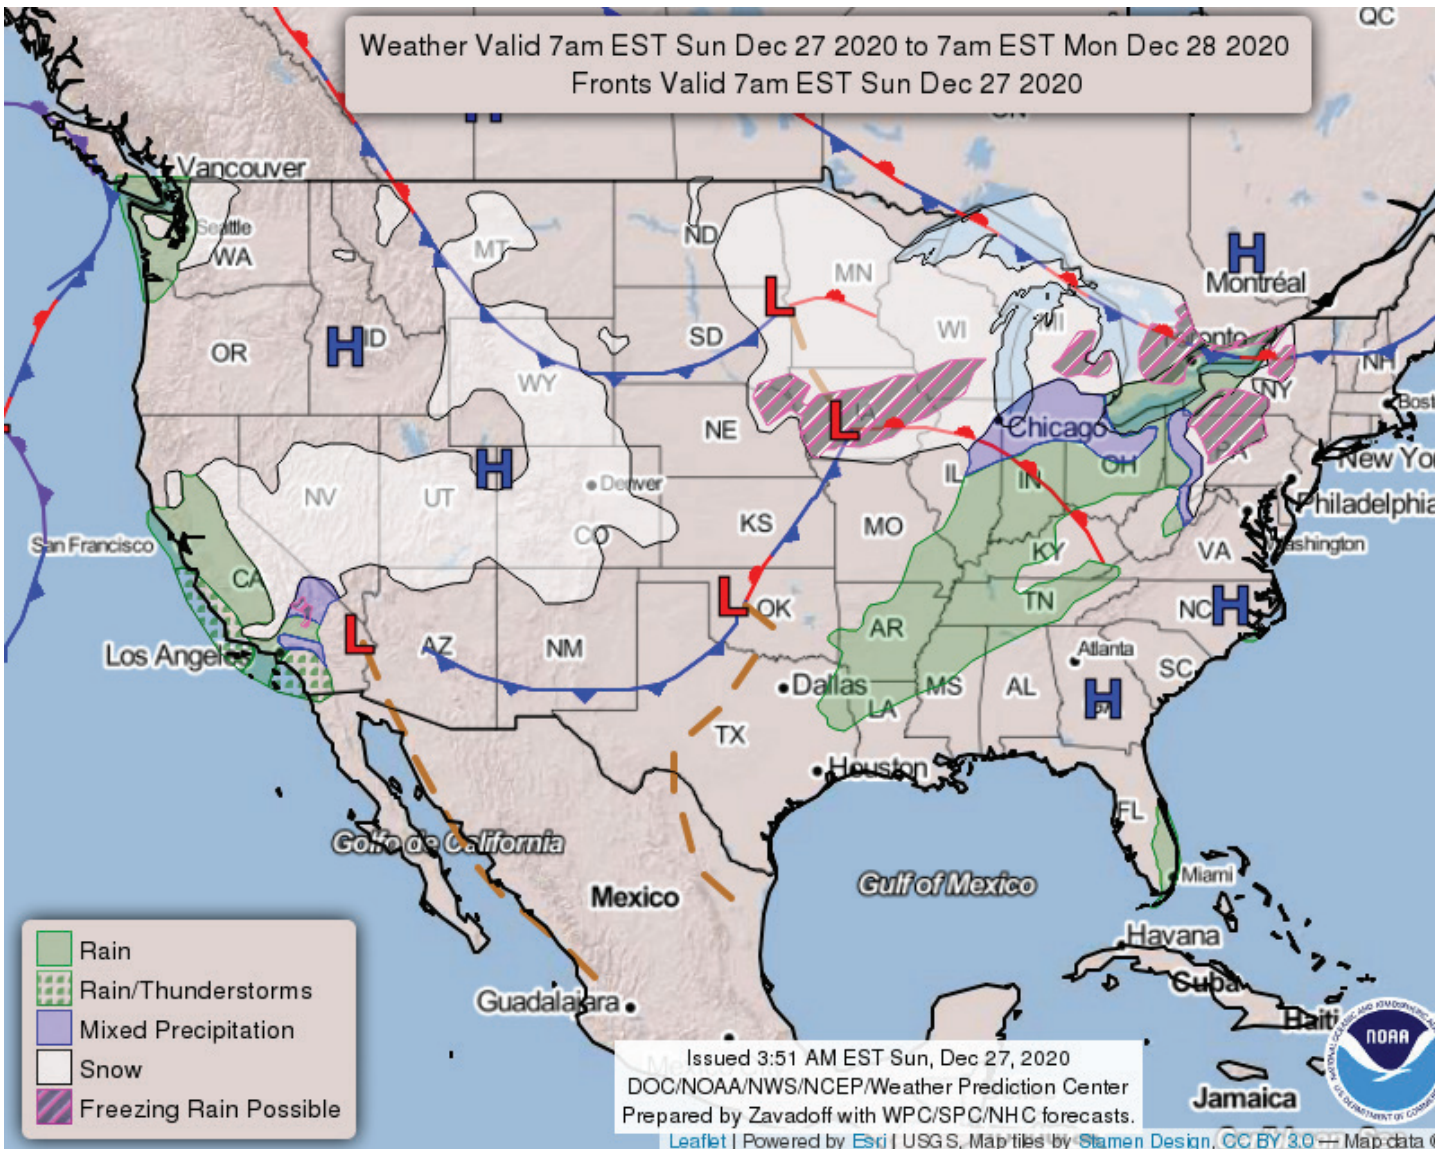 QC
Weather Valid 7am EST Sun Dec 27 2020 to 7am EST Mon Dec 28 2020
Fronts Valid 7am EST Sun Dec 27 2020
H
Vancouver
Seattle
WA
MT
ND
MN
H
Montréal
L
OR
H
ID
SD
WI
MI
WY
NH
NY
NE
IA
L
Chicago
Bost
H
NV
UT
Denver
IL
IN
OH
New Yor
Philadelphia
San Francisco
CO
KS
MO
KY
VA
CA
L
OK
TN
NC
H
Los Angeles
L
AZ
NM
AR
Atlanta
SC
Dallas
LA
MS
AL
H
TX
Houston
FL
Golfo de California
Mexico
Gulf of Mexico
Miami
Havana
Cuba
Haiti
Guadalajara
Jamaica
Rain
Rain/Thunderstorms
Mixed Precipitation
Snow
Freezing Rain Possible
NOAA
Issued 3:51 AM EST Sun, Dec 27, 2020
DOC/NOAA/NWS/NCEP/Weather Prediction Center
Prepared by Zavadoff with WPC/SPC/NHC forecasts.
Leaflet | Powered by Esri | USGS, Map tiles by Stamen Design, CC BY 3.0 — Map data ©